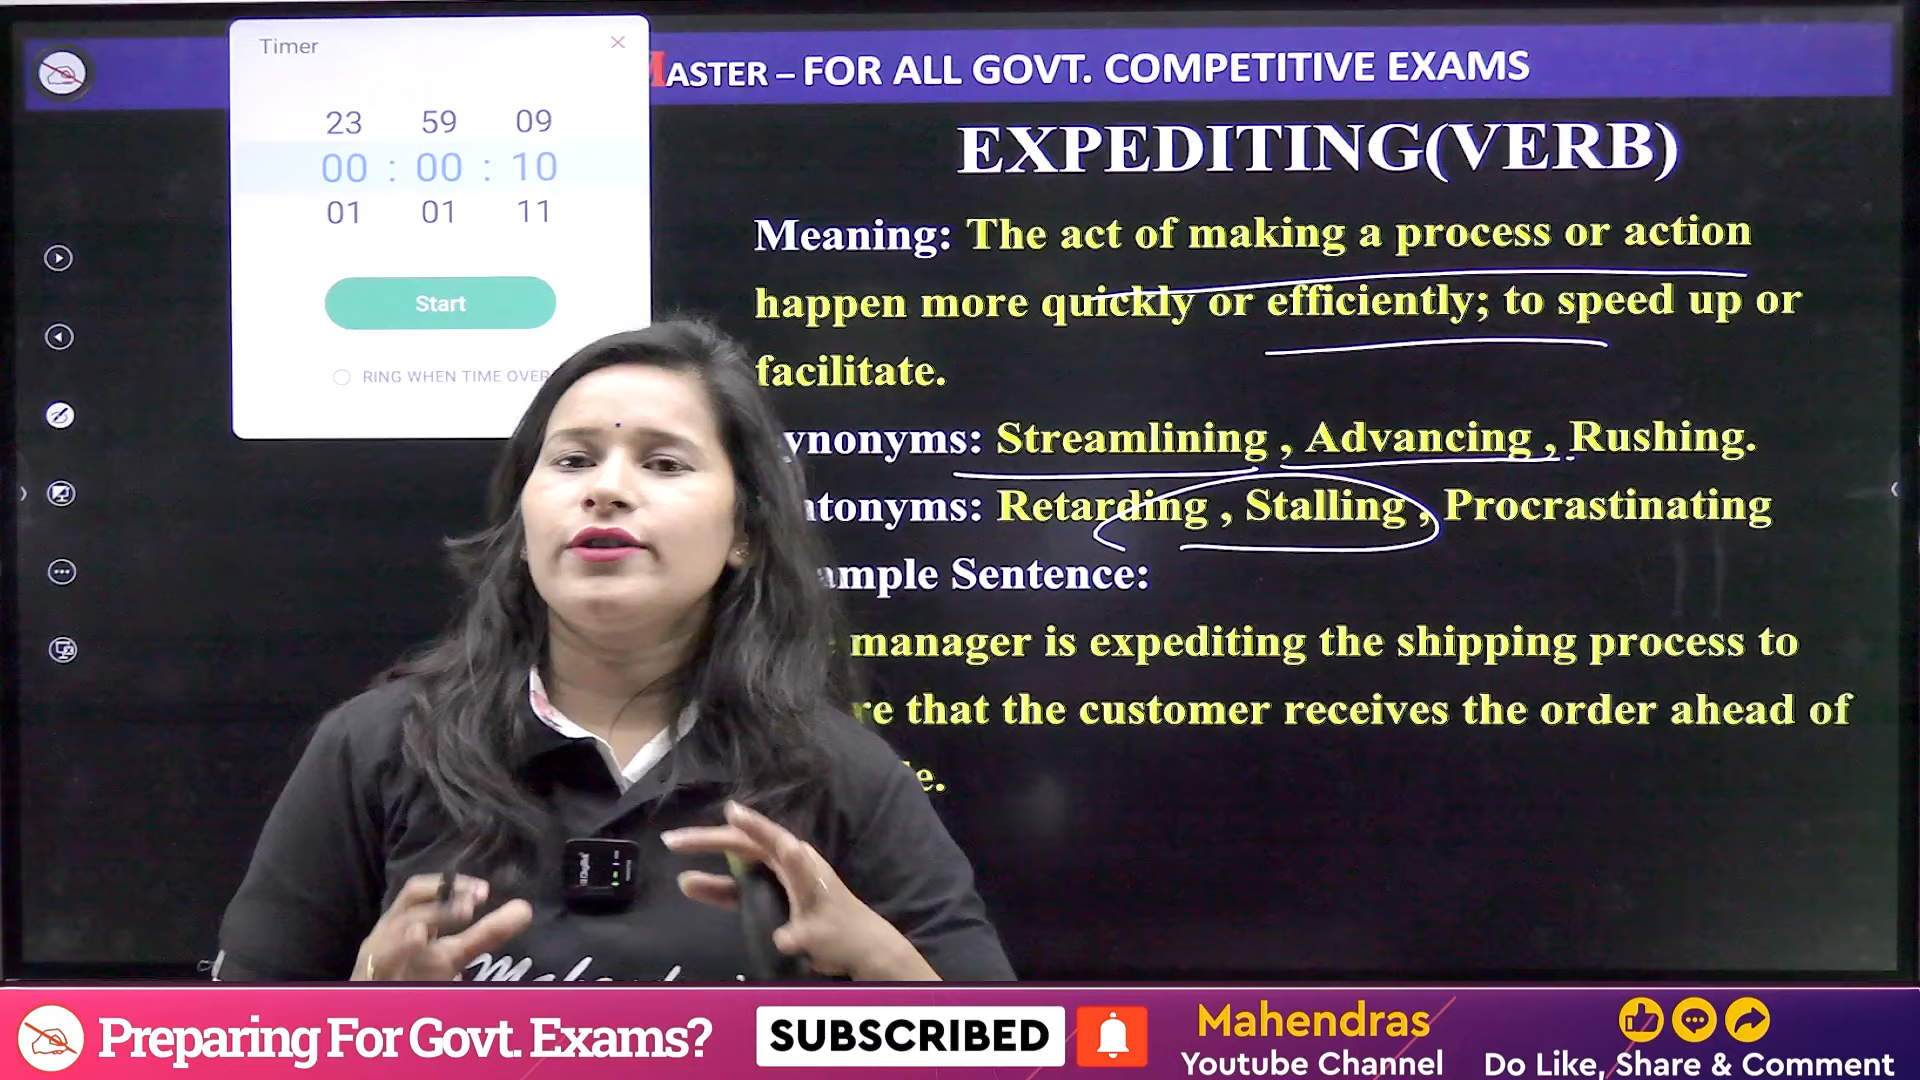 Timer
ASTER – FOR ALL GOVT. COMPETITIVE EXAMS
23 59 09
00 : 00 : 10
01 01 11
Start
RING WHEN TIME OVER
EXPEDITING(VERB)
Meaning: The act of making a process or action
happen more quickly or efficiently; to speed up or
facilitate.
ynonyms: Streamlining , Advancing , Rushing.
ntonyms: Retarding , Stalling , Procrastinating
ample Sentence:
manager is expediting the shipping process to
re that the customer receives the order ahead of
e.
Preparing For Govt. Exams?
SUBSCRIBED
Mahendras
Youtube Channel
Do Like, Share & Comment